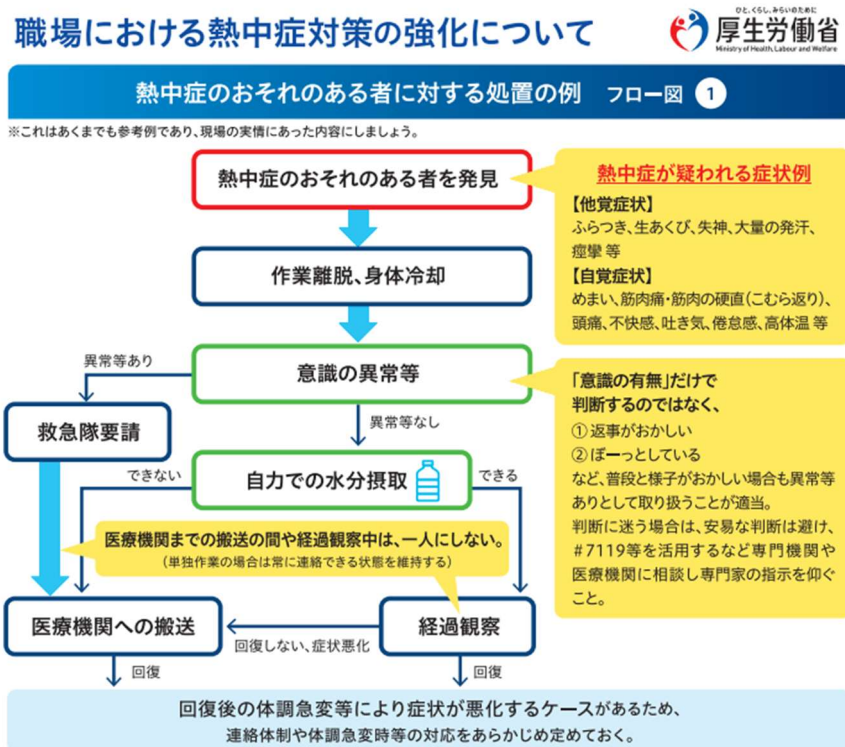 職場における熱中症対策の強化について
ひと、くらし、みらいのために
厚生労働省
Ministry of Health, Labour and Welfare
熱中症のおそれのある者に対する処置の例 フロー図 1
※これはあくまでも参考例であり、現場の実情にあった内容にしましょう。
熱中症のおそれのある者を発見
熱中症が疑われる症状例
【他覚症状】
ふらつき、生あくび、失神、大量の発汗、
痙攣 等
【自覚症状】
めまい、筋肉痛・筋肉の硬直(こむら返り)、
頭痛、不快感、吐き気、倦怠感、高体温 等
作業離脱、身体冷却
意識の異常等
異常等あり
異常等なし
「意識の有無」だけで
判断するのではなく、
①返事がおかしい
②ぼーっとしている
など、普段と様子がおかしい場合も異常等
ありとして取り扱うことが適当。
判断に迷う場合は、安易な判断は避け、
#7119等を活用するなど専門機関や
医療機関に相談し専門家の指示を仰ぐ
こと。
救急隊要請
自力での水分摂取
できない
できる
医療機関までの搬送の間や経過観察中は、一人にしない。
(単独作業の場合は常に連絡できる状態を維持する)
医療機関への搬送
回復しない、症状悪化
経過観察
回復
回復
回復後の体調急変等により症状が悪化するケースがあるため、
連絡体制や体調急変時等の対応をあらかじめ定めておく。